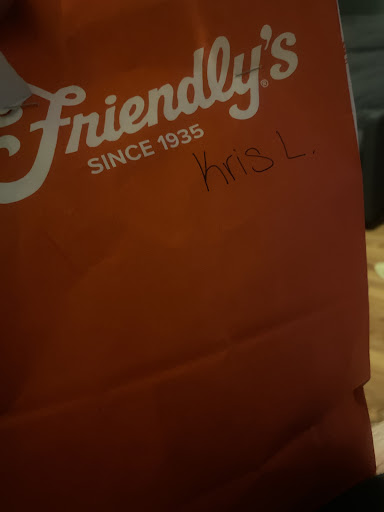 Friendly's®
SINCE 1935
Kris L.